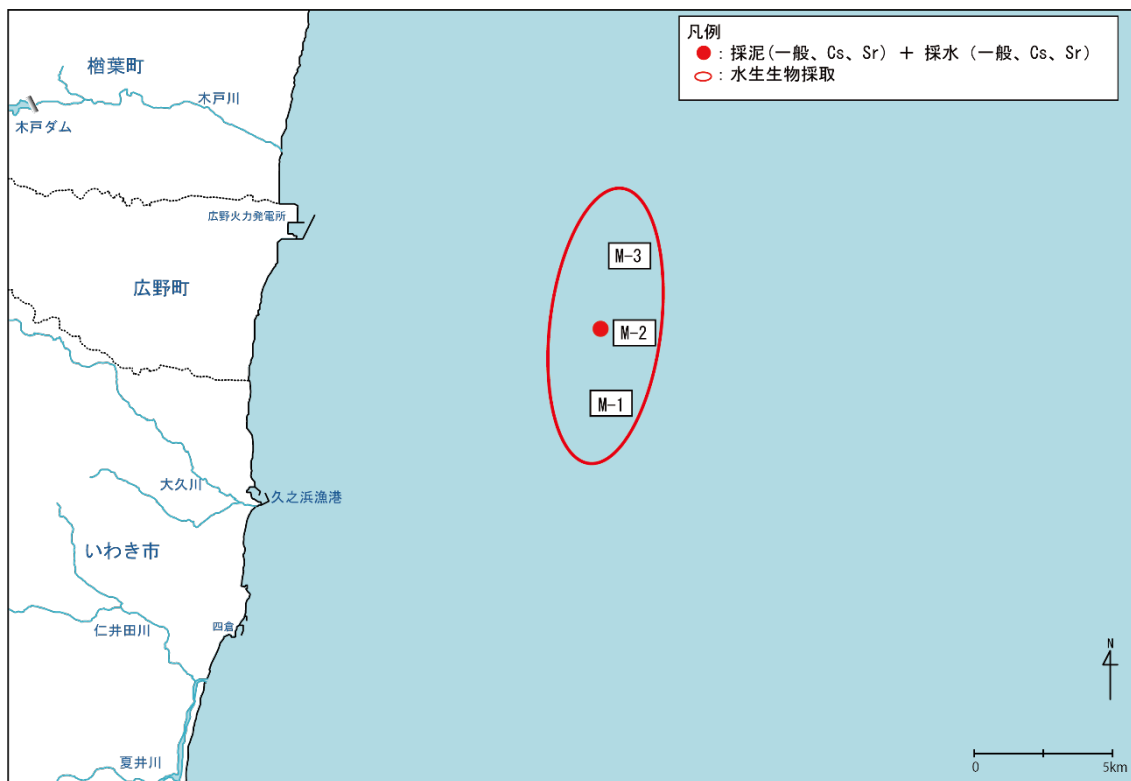 凡例
●：採泥(一般、Cs、Sr) ＋ 採水 (一般、Cs、Sr)
：水生生物採取
楢葉町
木戸川
木戸ダム
広野火力発電所
M-3
広野町
M-2
M-1
大久川
久之浜漁港
いわき市
仁井田川
四倉
N
夏井川
0 5km